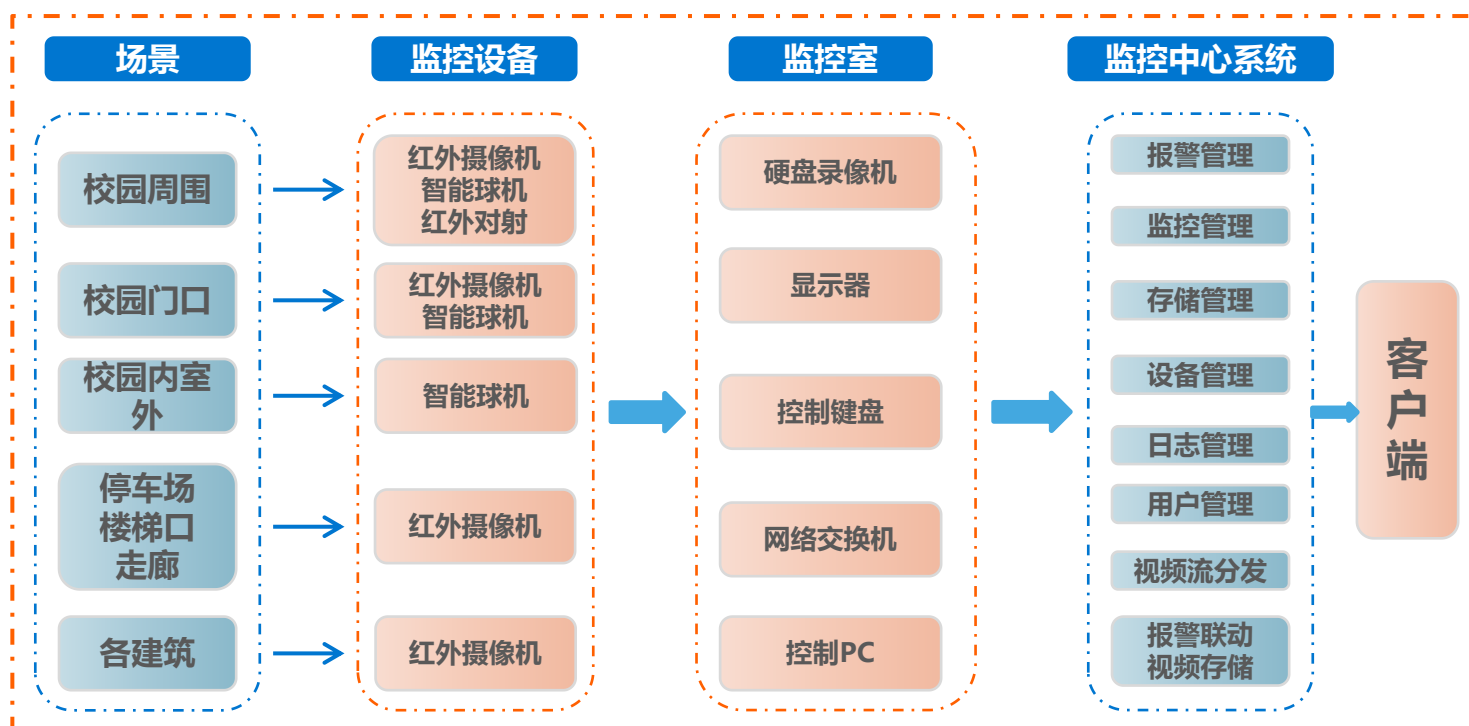 场景
监控设备
监控室
监控中心系统
校园周围
校园门口
校园内室
外
停车场
楼梯口
走廊
各建筑
红外摄像机
智能球机
红外对射
红外摄像机
智能球机
智能球机
红外摄像机
红外摄像机
硬盘录像机
显示器
控制键盘
网络交换机
控制PC
报警管理
监控管理
存储管理
设备管理
日志管理
用户管理
视频流分发
报警联动
视频存储
客
户
端